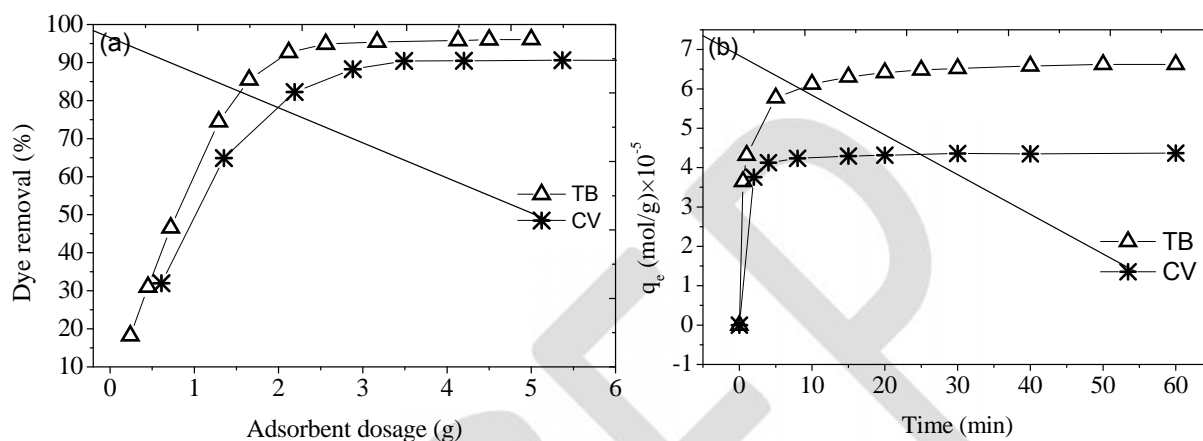 (a)
100
90
80
70
60
50
40
30
20
10
Dye removal (%)
TB
CV
0 1 2 3 4 5 6
Adsorbent dosage (g)
(b)
7
6
5
4
3
2
1
0
-1
qₑ (mol/g)×10⁻⁵
TB
CV
0 10 20 30 40 50 60
Time (min)